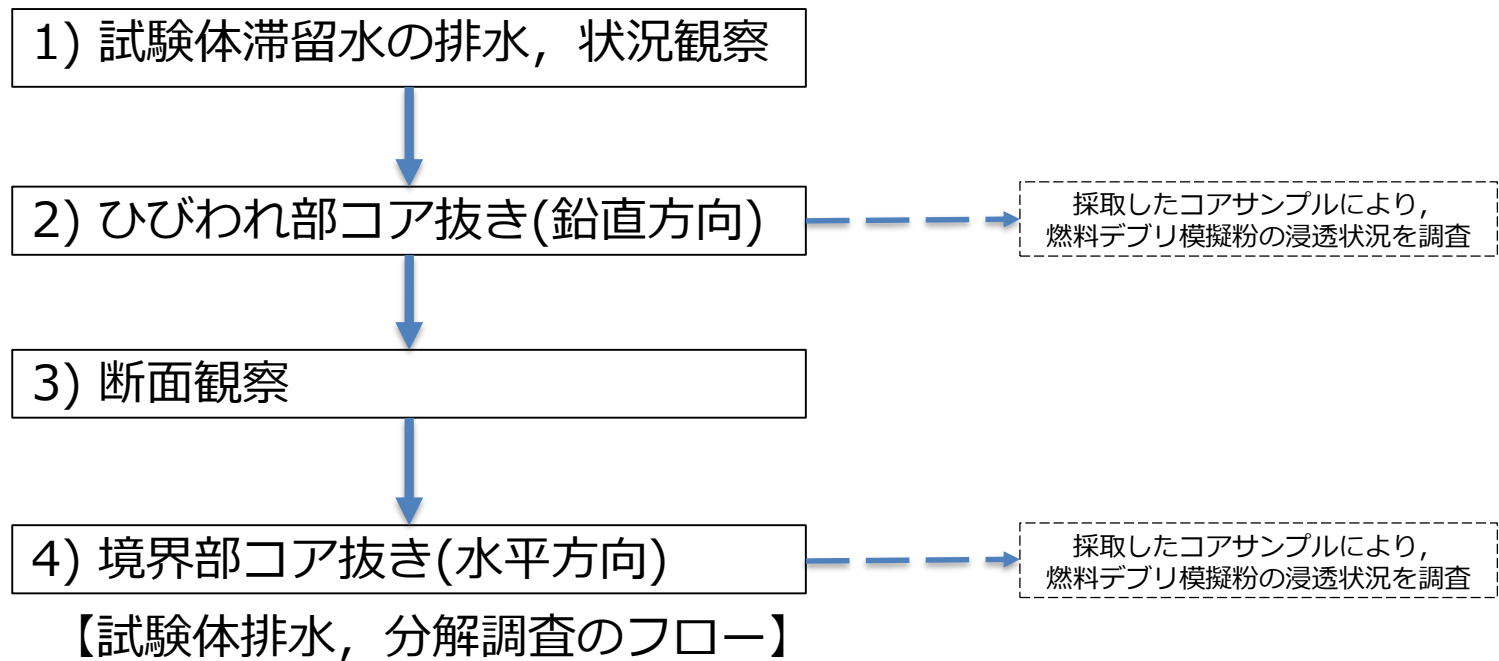 1) 試験体滞留水の排水，状況観察
2) ひびわれ部コア抜き(鉛直方向)
採取したコアサンプルにより，
燃料デブリ模擬粉の浸透状況を調査
3) 断面観察
4) 境界部コア抜き(水平方向)
採取したコアサンプルにより，
燃料デブリ模擬粉の浸透状況を調査
【試験体排水，分解調査のフロー】